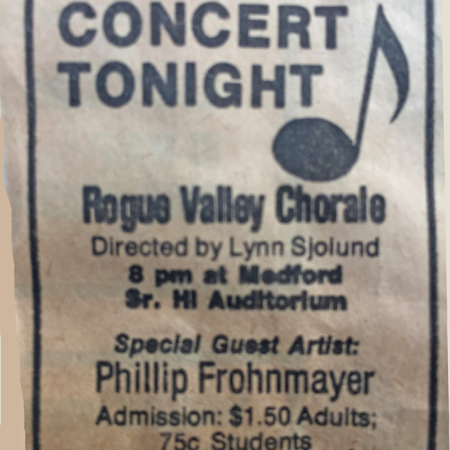 CONCERT
TONIGHT
Rogue Valley Chorale
Directed by Lynn Sjolund
8 pm at Medford
Sr. Hi Auditorium
Special Guest Artist:
Phillip Frohnmayer
Admission: $1.50 Adults;
75c Students